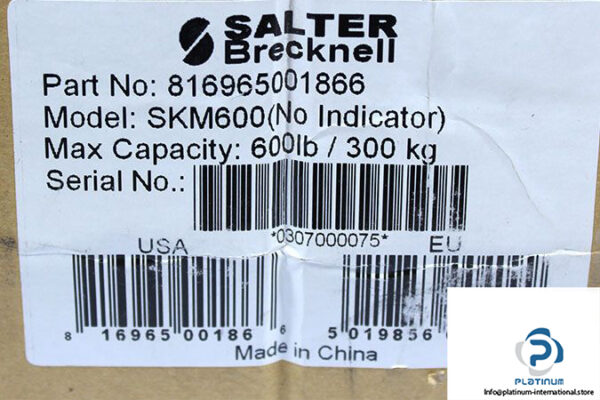 SALTER
Brecknell
Part No: 816965001866
Model: SKM600(No Indicator)
Max Capacity: 600lb / 300 kg
Serial No.:
*0307000075*
USA EU
8 16965 00186 6 5 019856
Made in China
PLATINUM
Info@platinum-international.store